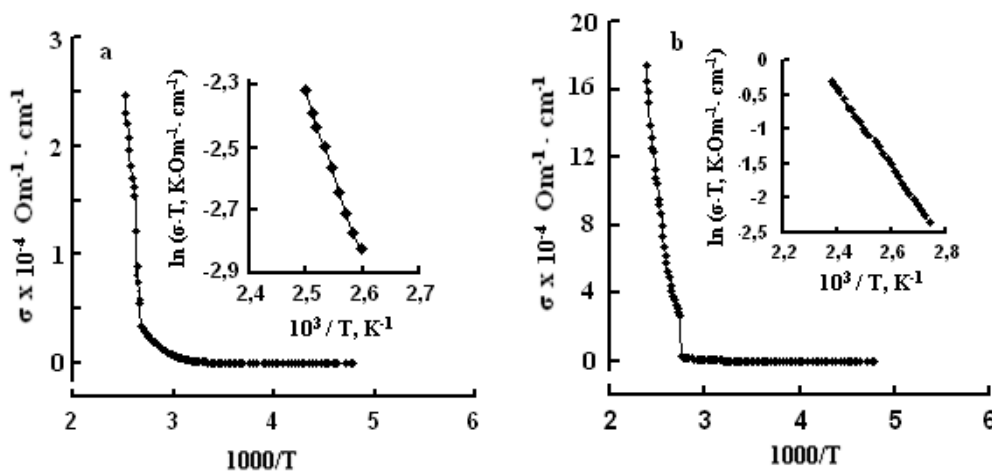 a
σ x 10⁻⁴ Om⁻¹ · cm⁻¹
3
2
1
0
2 3 4 5 6
1000/T
ln (σ-T, K-Om⁻¹· cm⁻¹)
-2,3
-2,5
-2,7
-2,9
2,4 2,5 2,6 2,7
10³ / T, K⁻¹
b
σ x 10⁻⁴ Om⁻¹ · cm⁻¹
20
16
12
8
4
0
2 3 4 5 6
1000/T
ln (σ-T, K-Om⁻¹· cm⁻¹)
0
-0,5
-1
-1,5
-2
-2,5
2,2 2,4 2,6 2,8
10³ / T, K⁻¹